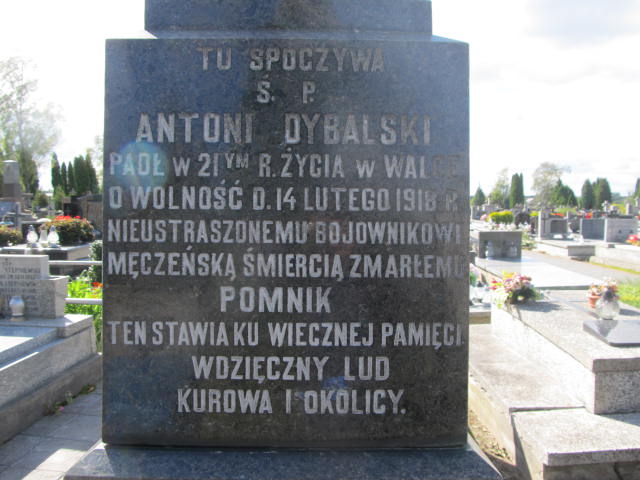 TU SPOCZYWA
Ś. P.
ANTONI DYBALSKI
PADŁ W 21YM R. ŻYCIA W WALCE
O WOLNOŚĆ D. 14 LUTEGO 1918 R.
NIEUSTRASZONEMU BOJOWNIKOWI
MĘCZEŃSKĄ ŚMIERCIĄ ZMARŁEMU
POMNIK
TEN STAWIA KU WIECZNEJ PAMIĘCI
WDZIĘCZNY LUD
KUROWA I OKOLICY.